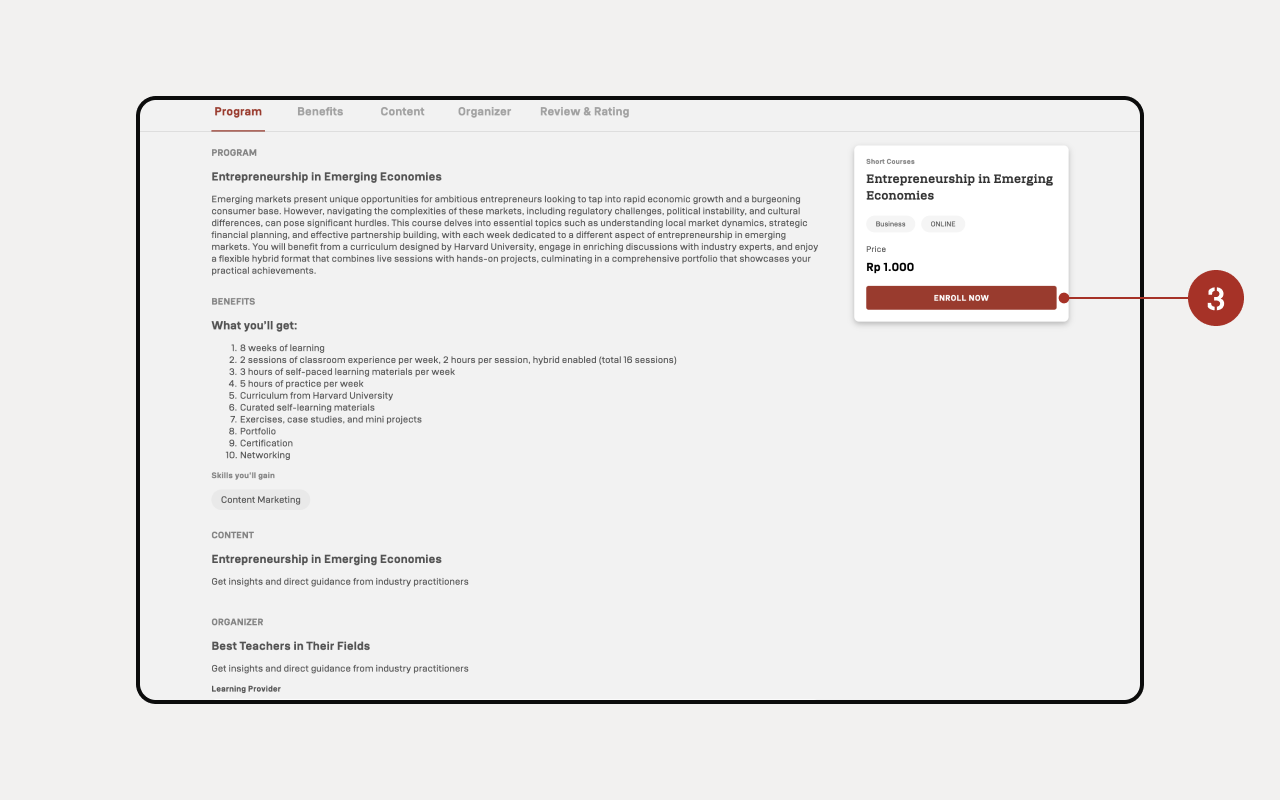 Program
Benefits
Content
Organizer
Review & Rating
PROGRAM
Entrepreneurship in Emerging Economies
Emerging markets present unique opportunities for ambitious entrepreneurs looking to tap into rapid economic growth and a burgeoning
consumer base. However, navigating the complexities of these markets, including regulatory challenges, political instability, and cultural
differences, can pose significant hurdles. This course delves into essential topics such as understanding local market dynamics, strategic
financial planning, and effective partnership building, with each week dedicated to a different aspect of entrepreneurship in emerging
markets. You will benefit from a curriculum designed by Harvard University, engage in enriching discussions with industry experts, and enjoy
a flexible hybrid format that combines live sessions with hands-on projects, culminating in a comprehensive portfolio that showcases your
practical achievements.
BENEFITS
What you'll get:
1. 8 weeks of learning
2. 2 sessions of classroom experience per week, 2 hours per session, hybrid enabled (total 16 sessions)
3. 3 hours of self-paced learning materials per week
4. 5 hours of practice per week
5. Curriculum from Harvard University
6. Curated self-learning materials
7. Exercises, case studies, and mini projects
8. Portfolio
9. Certification
10. Networking
Skills you'll gain
Content Marketing
CONTENT
Entrepreneurship in Emerging Economies
Get insights and direct guidance from industry practitioners
ORGANIZER
Best Teachers in Their Fields
Get insights and direct guidance from industry practitioners
Learning Provider
Short Courses
Entrepreneurship in Emerging
Economies
Business
ONLINE
Price
Rp 1.000
ENROLL NOW
3